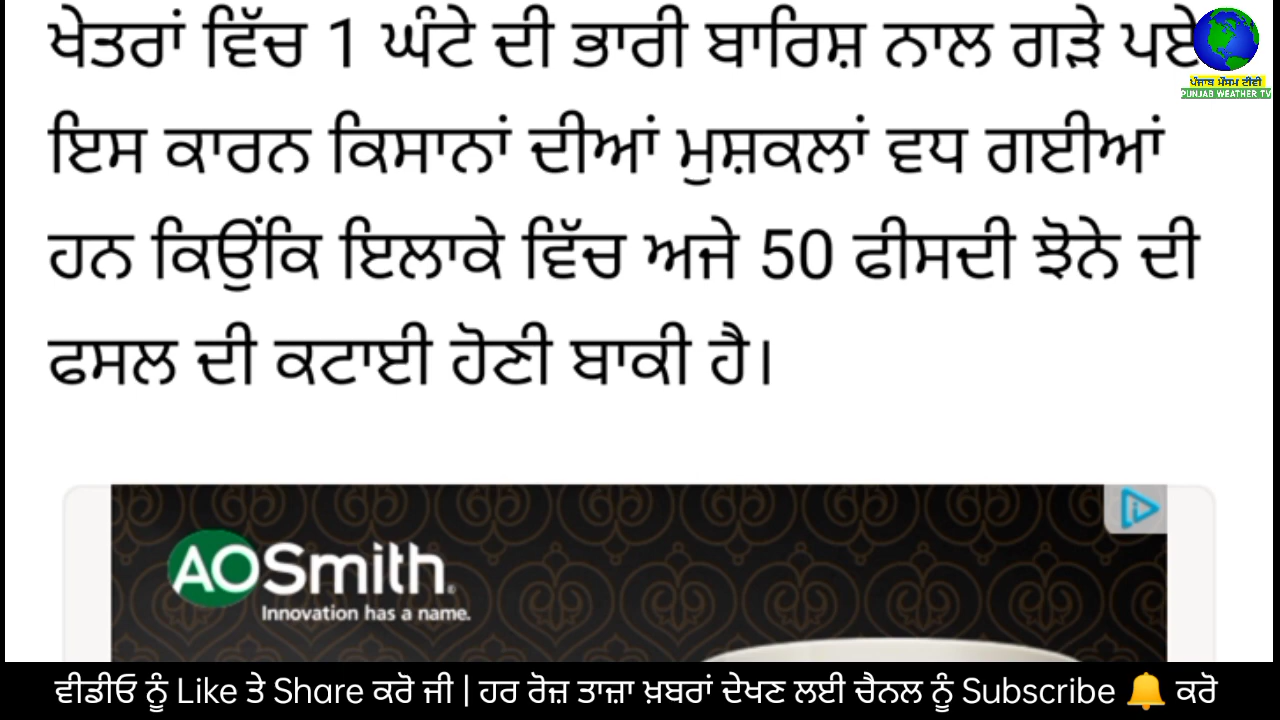 ਖੇਤਰਾਂ ਵਿੱਚ 1 ਘੰਟੇ ਦੀ ਭਾਰੀ ਬਾਰਿਸ਼ ਨਾਲ ਗੜੇ ਪਏ
ਪੰਜਾਬ ਮੌਸਮ ਟੀਵੀ
PUNJAB WEATHER TV
ਇਸ ਕਾਰਨ ਕਿਸਾਨਾਂ ਦੀਆਂ ਮੁਸ਼ਕਲਾਂ ਵਧ ਗਈਆਂ
ਹਨ ਕਿਉਂਕਿ ਇਲਾਕੇ ਵਿੱਚ ਅਜੇ 50 ਫੀਸਦੀ ਝੋਨੇ ਦੀ
ਫਸਲ ਦੀ ਕਟਾਈ ਹੋਣੀ ਬਾਕੀ ਹੈ।
AOSmith
Innovation has a name.
ਵੀਡੀਓ ਨੂੰ Like ਤੇ Share ਕਰੋ ਜੀ | ਹਰ ਰੋਜ਼ ਤਾਜ਼ਾ ਖ਼ਬਰਾਂ ਦੇਖਣ ਲਈ ਚੈਨਲ ਨੂੰ Subscribe 🔔 ਕਰੋ